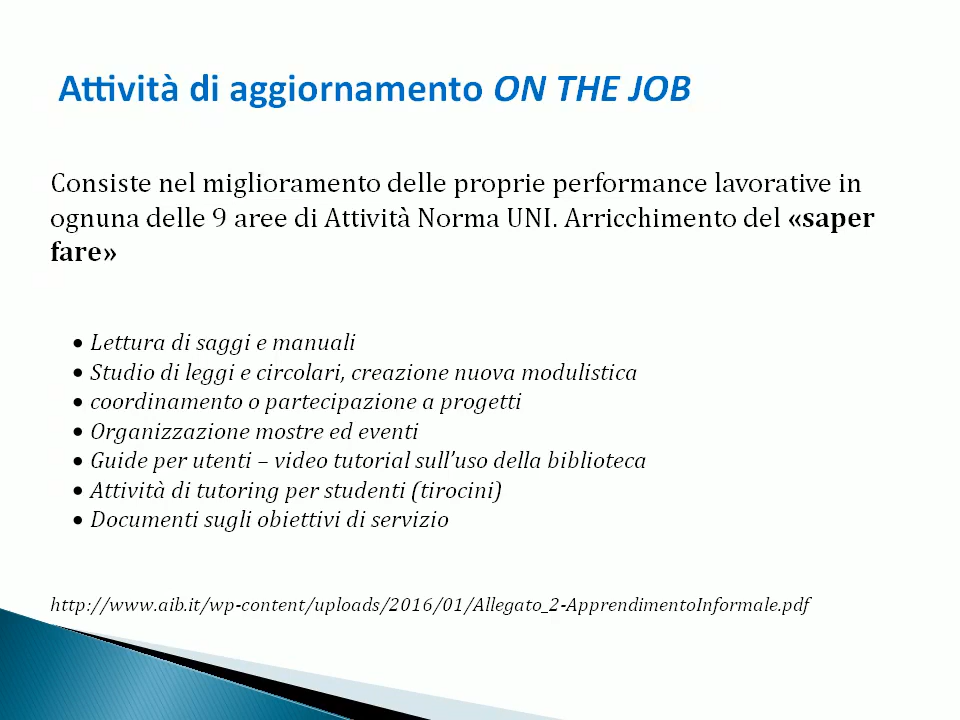 Attività di aggiornamento ON THE JOB
Consiste nel miglioramento delle proprie performance lavorative in
ognuna delle 9 aree di Attività Norma UNI. Arricchimento del «saper
fare»
• Lettura di saggi e manuali
• Studio di leggi e circolari, creazione nuova modulistica
• coordinamento o partecipazione a progetti
• Organizzazione mostre ed eventi
• Guide per utenti – video tutorial sull’uso della biblioteca
• Attività di tutoring per studenti (tirocini)
• Documenti sugli obiettivi di servizio
http://www.aib.it/wp-content/uploads/2016/01/Allegato_2-ApprendimentoInformale.pdf